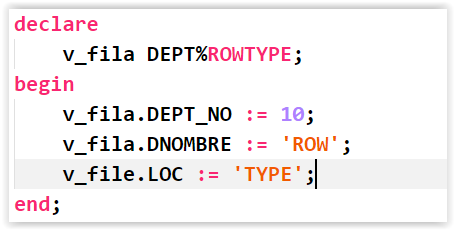 declare
    v_fila DEPT%ROWTYPE;
begin
    v_fila.DEPT_NO := 10;
    v_fila.DNOMBRE := 'ROW';
    v_file.LOC := 'TYPE';
end;